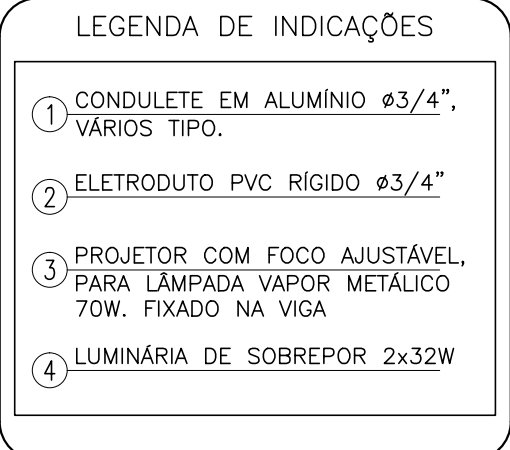 LEGENDA DE INDICAÇÕES
1 CONDULETE EM ALUMÍNIO ø3/4",
VÁRIOS TIPO.
2 ELETRODUTO PVC RÍGIDO ø3/4"
3 PROJETOR COM FOCO AJUSTÁVEL,
PARA LÂMPADA VAPOR METÁLICO
70W. FIXADO NA VIGA
4 LUMINÁRIA DE SOBREPOR 2x32W